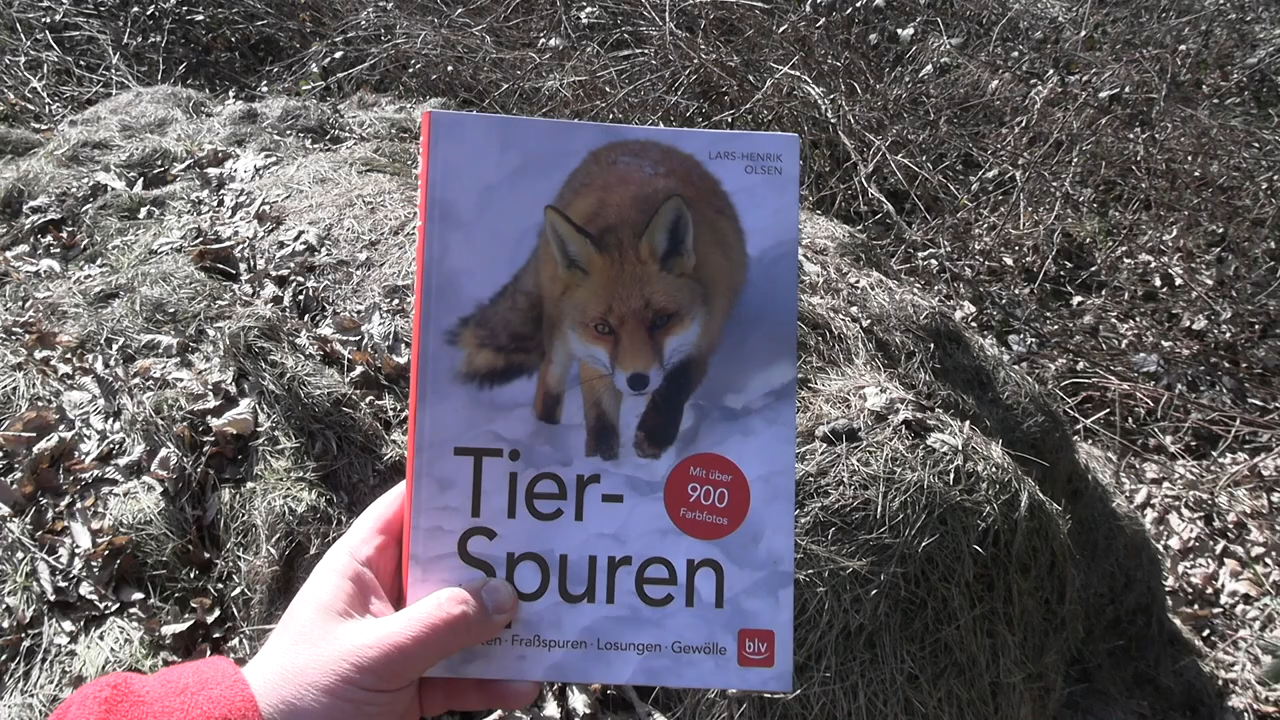 LARS-HENRIK
OLSEN
Tier-
Spuren
Mit über
900
Farbfotos
Fraßspuren · Losungen · Gewölle
blv